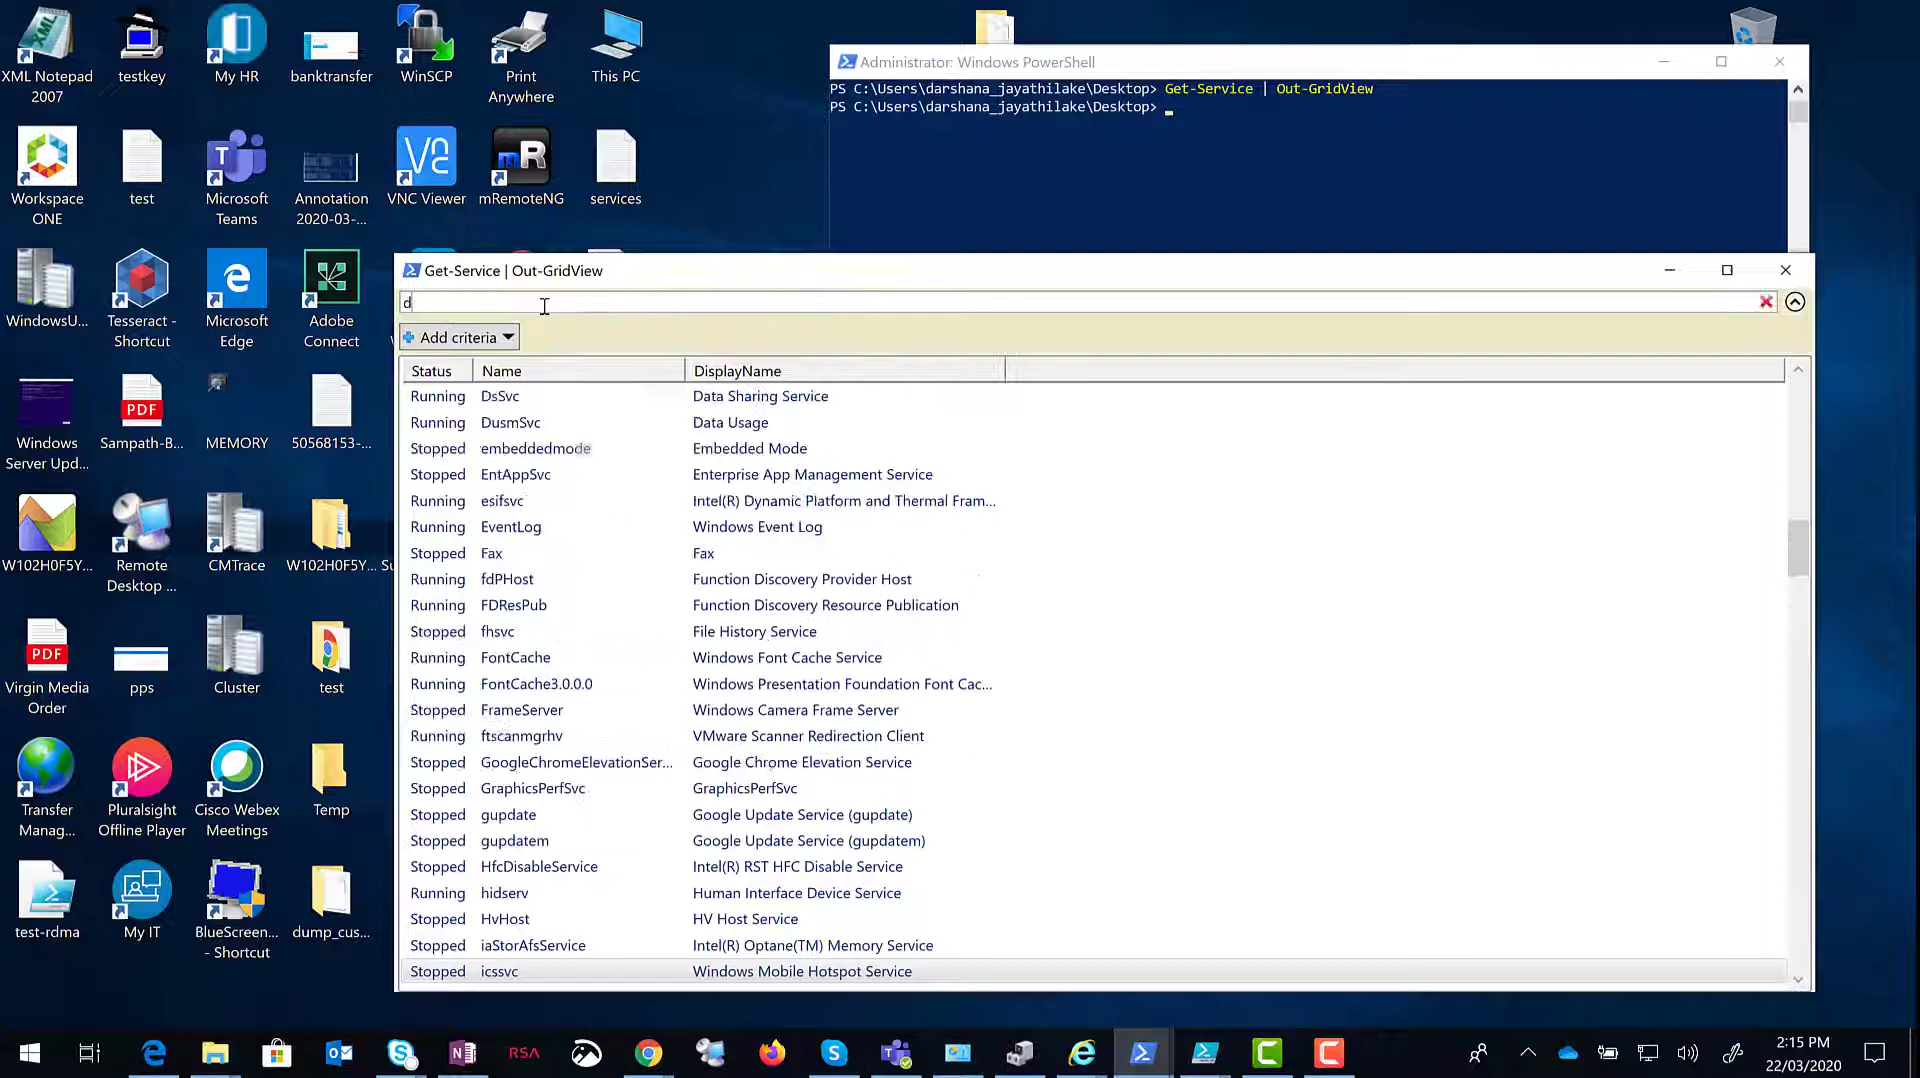 XML Notepad
2007
testkey
My HR
banktransfer
WinSCP
Print
Anywhere
This PC
Workspace
ONE
test
Microsoft
Teams
Annotation
2020-03-...
VNC Viewer
mRemoteNG
services
WindowsU...
Tesseract -
Shortcut
Microsoft
Edge
Adobe
Connect
Windows
Server Upd...
Sampath-B...
MEMORY
50568153-...
W102H0F5Y...
Remote
Desktop ...
CMTrace
W102H0F5Y...
Su
Virgin Media
Order
pps
Cluster
test
Transfer
Manag...
Pluralsight
Offline Player
Cisco Webex
Meetings
Temp
test-rdma
My IT
BlueScreen...
- Shortcut
dump_cus...
Administrator: Windows PowerShell
PS C:\Users\darshana_jayathilake\Desktop> Get-Service | Out-GridView
PS C:\Users\darshana_jayathilake\Desktop>
Get-Service | Out-GridView
d
Add criteria
Status Name DisplayName
Running DsSvc Data Sharing Service
Running DusmSvc Data Usage
Stopped embeddedmode Embedded Mode
Stopped EntAppSvc Enterprise App Management Service
Running esifsvc Intel(R) Dynamic Platform and Thermal Fram...
Running EventLog Windows Event Log
Stopped Fax Fax
Running fdPHost Function Discovery Provider Host
Running FDResPub Function Discovery Resource Publication
Stopped fhsvc File History Service
Running FontCache Windows Font Cache Service
Running FontCache3.0.0.0 Windows Presentation Foundation Font Cac...
Stopped FrameServer Windows Camera Frame Server
Running ftscanmgrhv VMware Scanner Redirection Client
Stopped GoogleChromeElevationSer... Google Chrome Elevation Service
Stopped GraphicsPerfSvc GraphicsPerfSvc
Stopped gupdate Google Update Service (gupdate)
Stopped gupdatem Google Update Service (gupdatem)
Stopped HfcDisableService Intel(R) RST HFC Disable Service
Running hidserv Human Interface Device Service
Stopped HvHost HV Host Service
Stopped iaStorAfsService Intel(R) Optane(TM) Memory Service
Stopped icssvc Windows Mobile Hotspot Service
RSA
2:15 PM
22/03/2020